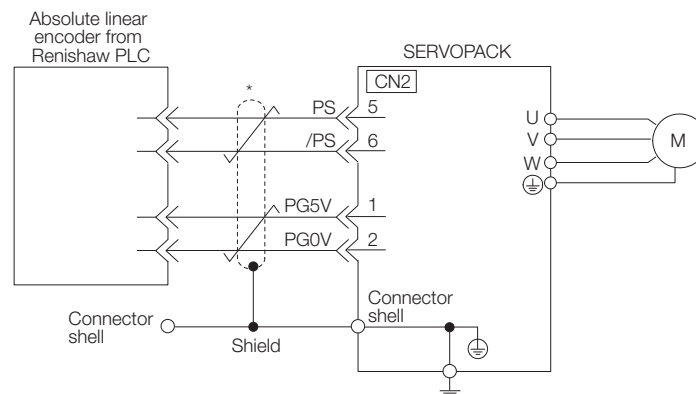 Absolute linear
encoder from
Renishaw PLC
SERVOPACK
CN2
*
PS
5
/PS
6
PG5V
1
PG0V
2
U
V
W
M
Connector
shell
Shield
Connector
shell